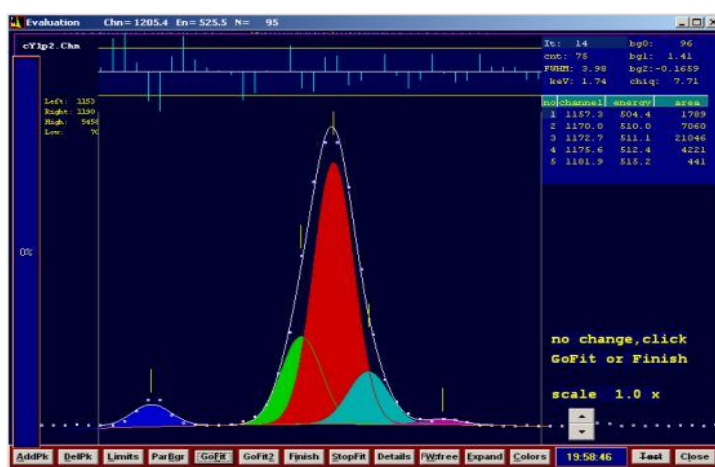 Evaluation Chn= 1205.4 En= 525.5 N= 95
cY1p2.Chn
Left: 1153
Right: 1190
High: 5458
Low: 70
It: 14 bg0: 96
cnt: 75 bg1: 1.41
FWHM: 3.98 bg2:-0.1659
keV: 1.74 chiq: 7.71
no channel energy area
1 1157.3 504.4 1789
2 1170.0 510.0 7060
3 1172.7 511.1 21046
4 1175.6 512.4 4221
5 1181.9 515.2 441
0%
no change,click
GoFit or Finish
scale 1.0 x
AddPk DelPk Limits ParBgr GoFit GoFit2 Finish StopFit Details FW:free Expand Colors 19:58:46 Test Close